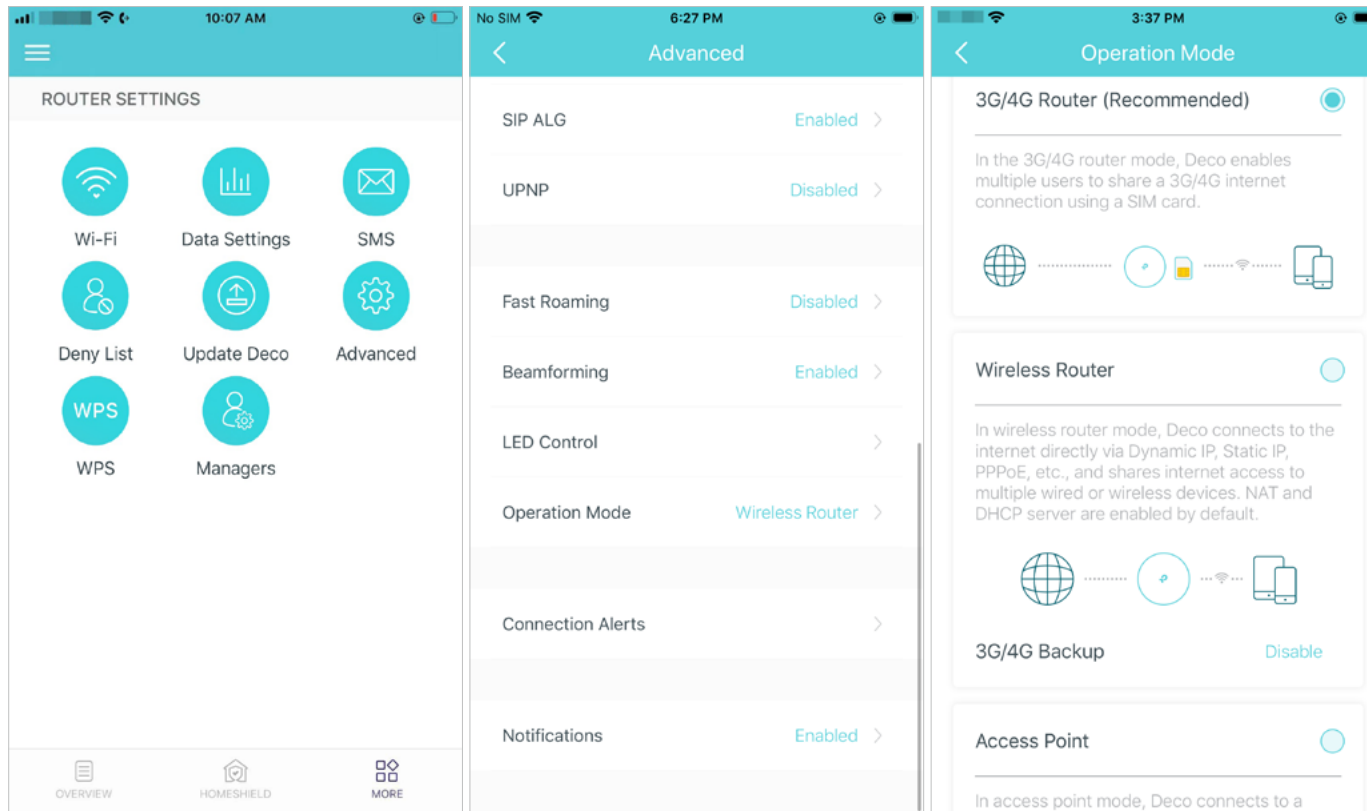 10:07 AM
ROUTER SETTINGS
Wi-Fi
Data Settings
SMS
Deny List
Update Deco
Advanced
WPS
WPS
Managers
OVERVIEW
HOMESHIELD
MORE
No SIM
6:27 PM
Advanced
SIP ALG Enabled
UPNP Disabled
Fast Roaming Disabled
Beamforming Enabled
LED Control
Operation Mode Wireless Router
Connection Alerts
Notifications Enabled
3:37 PM
Operation Mode
3G/4G Router (Recommended)
In the 3G/4G router mode, Deco enables
multiple users to share a 3G/4G internet
connection using a SIM card.
Wireless Router
In wireless router mode, Deco connects to the
internet directly via Dynamic IP, Static IP,
PPPoE, etc., and shares internet access to
multiple wired or wireless devices. NAT and
DHCP server are enabled by default.
3G/4G Backup Disable
Access Point
In access point mode, Deco connects to a